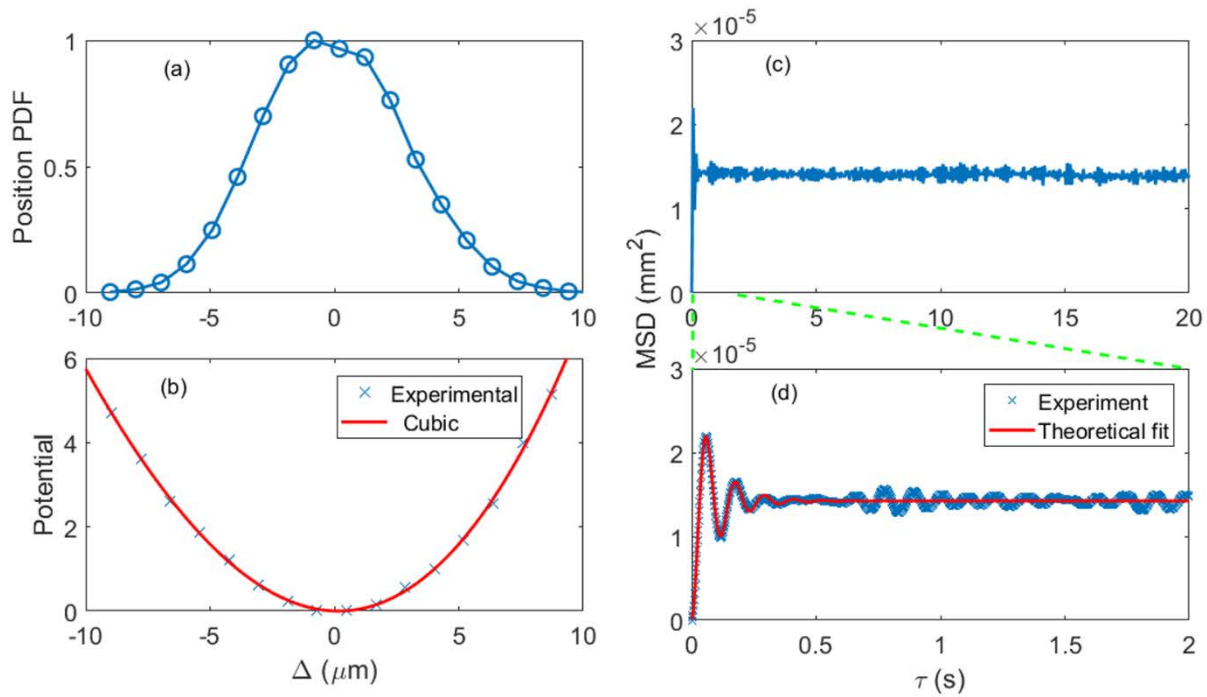 (a)
Position PDF
1
0.5
0
-10 -5 0 5 10
(b)
Experimental
Cubic
Potential
6
4
2
0
-10 -5 0 5 10
Δ (μm)
× 10^-5
(c)
3
2
1
0
0 5 10 15 20
MSD (mm²)
× 10^-5
(d)
Experiment
Theoretical fit
3
2
1
0
0 0.5 1 1.5 2
τ (s)